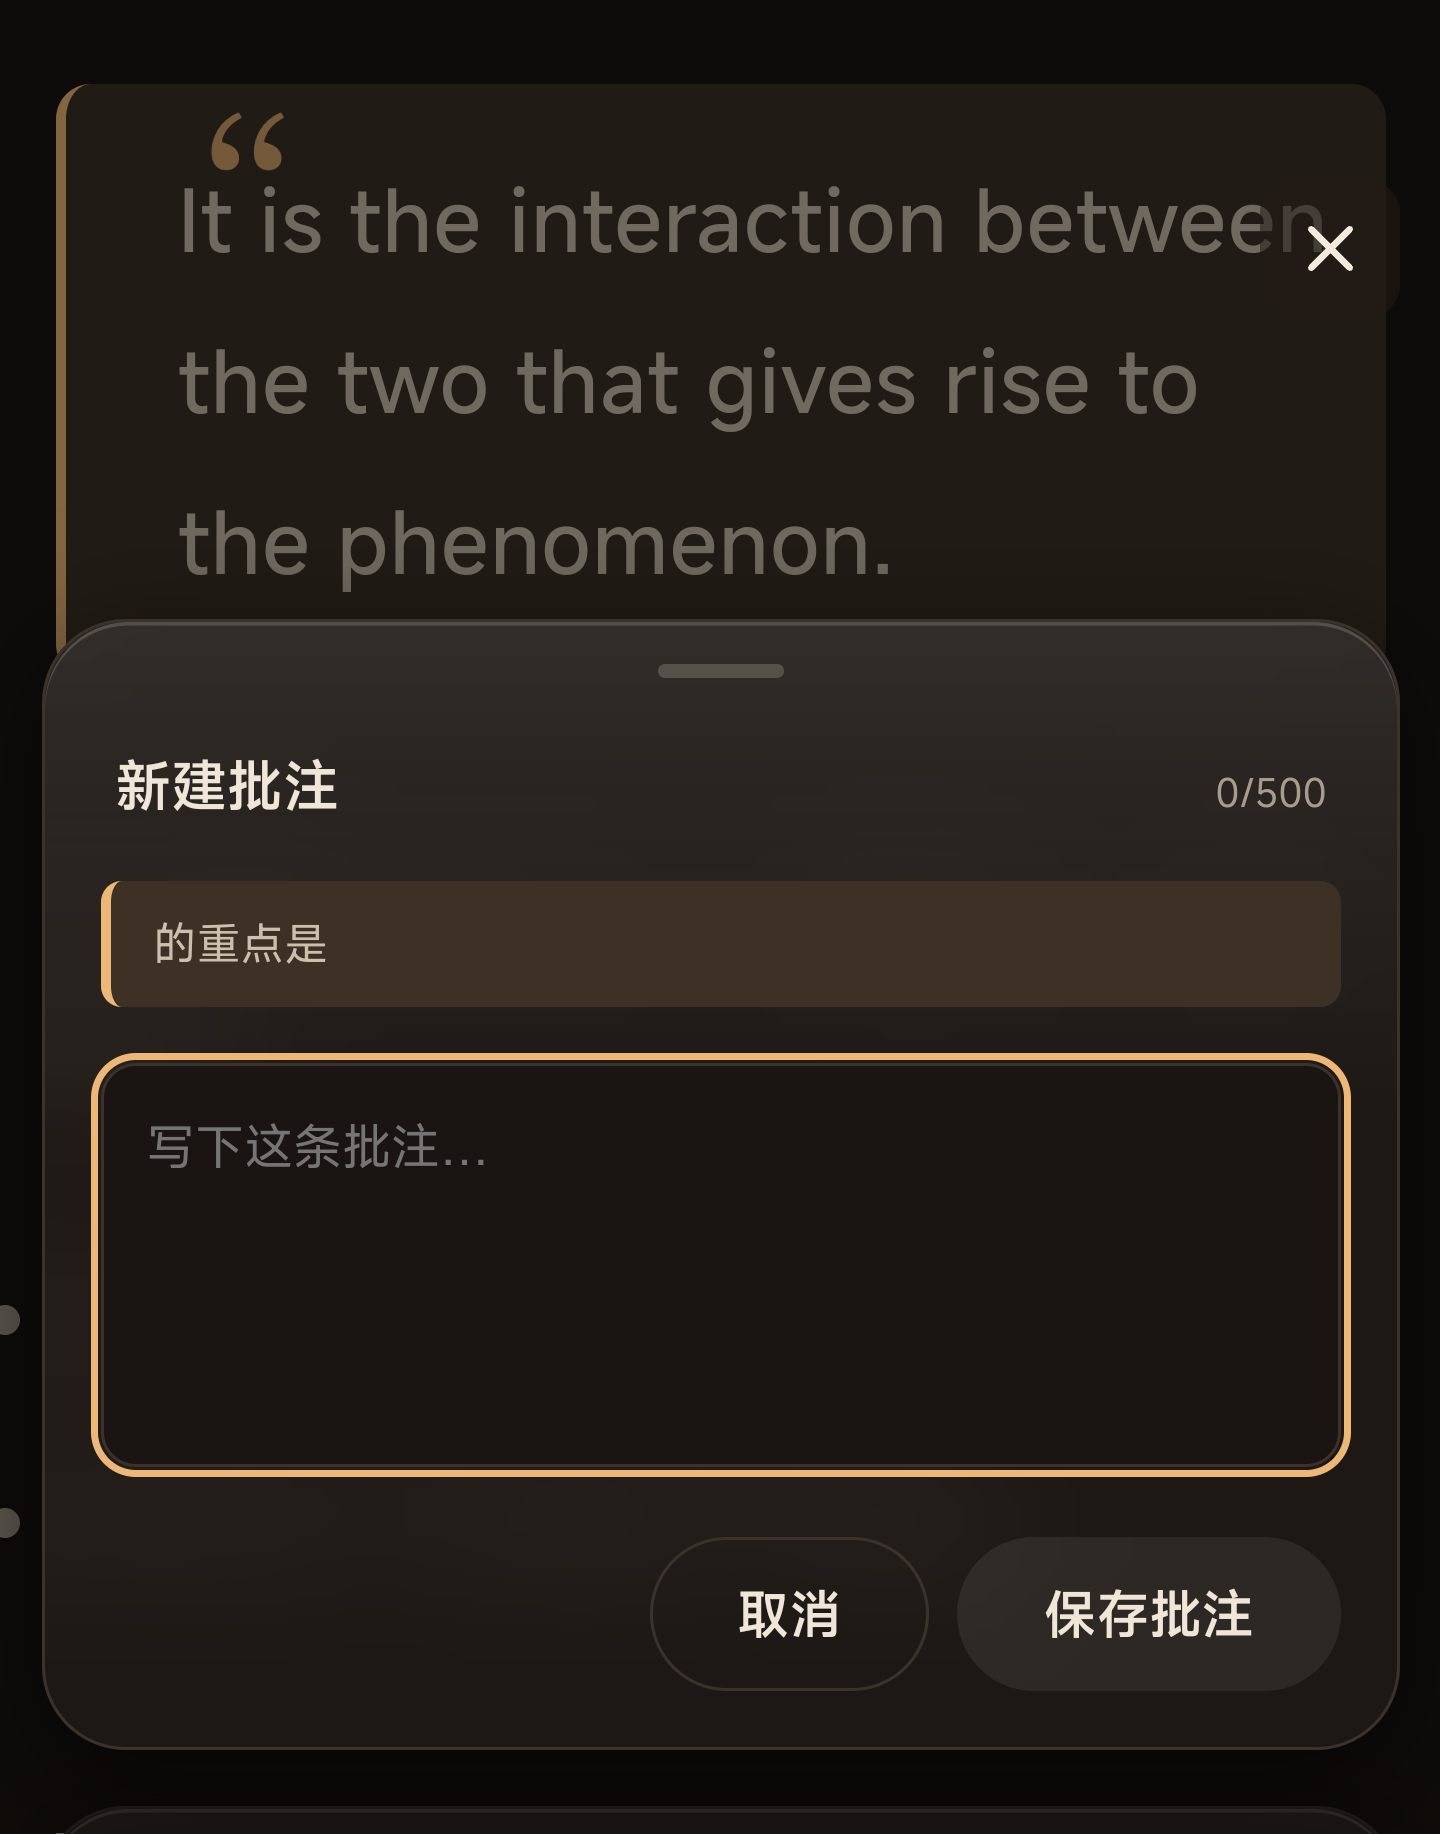 “
It is the interaction between
the two that gives rise to
the phenomenon.
新建批注
0/500
的重点是
写下这条批注...
取消
保存批注